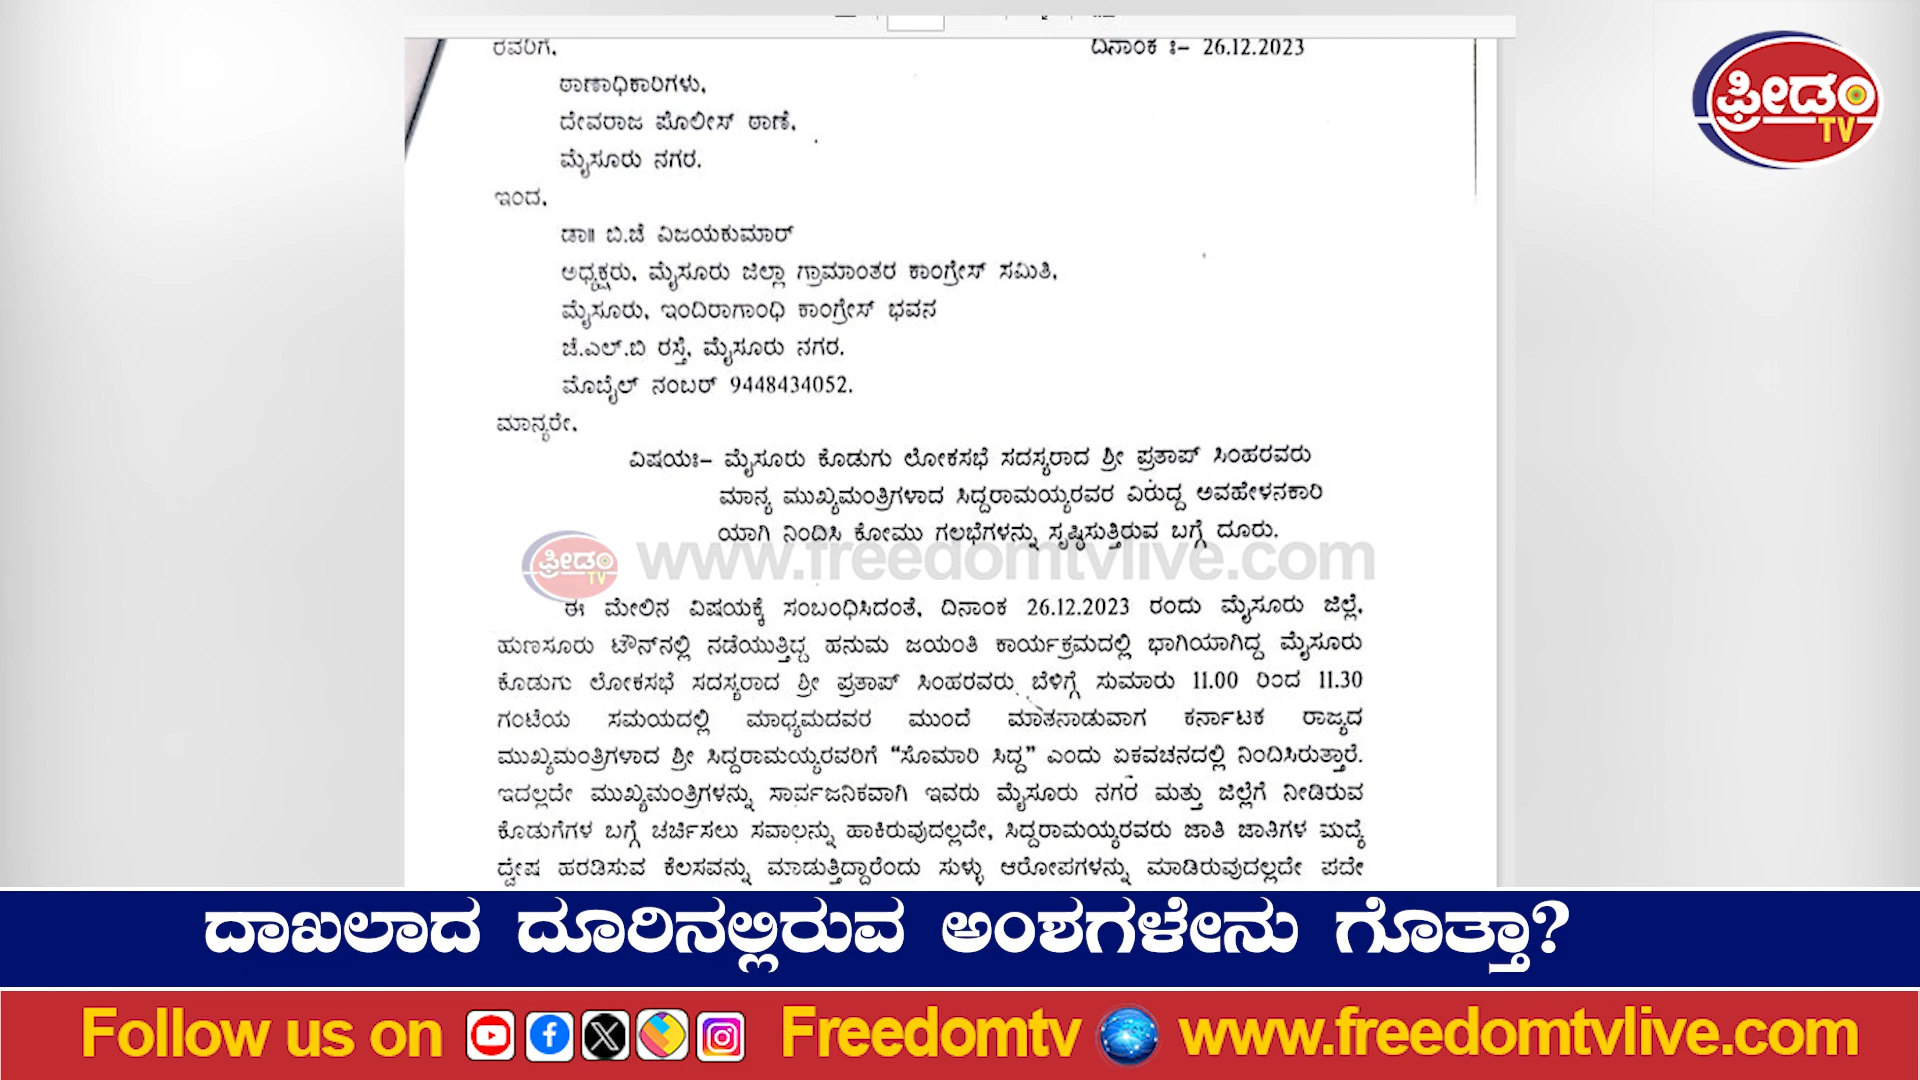 ರವರಿಗೆ, ದಿನಾಂಕ ಃ– 26.12.2023
ಠಾಣಾಧಿಕಾರಿಗಳು,
ದೇವರಾಜ ಪೊಲೀಸ್ ಠಾಣೆ,
ಮೈಸೂರು ನಗರ.
ಇಂದ,
ಡಾ॥ ಬಿ.ಜೆ ವಿಜಯಕುಮಾರ್
ಅಧ್ಯಕ್ಷರು, ಮೈಸೂರು ಜಿಲ್ಲಾ ಗ್ರಾಮಾಂತರ ಕಾಂಗ್ರೇಸ್ ಸಮಿತಿ,
ಮೈಸೂರು, ಇಂದಿರಾಗಾಂಧಿ ಕಾಂಗ್ರೇಸ್ ಭವನ
ಜೆ.ಎಲ್.ಬಿ ರಸ್ತೆ, ಮೈಸೂರು ನಗರ.
ಮೊಬೈಲ್ ನಂಬರ್ 9448434052.
ಮಾನ್ಯರೇ,
ವಿಷಯಃ– ಮೈಸೂರು ಕೊಡುಗು ಲೋಕಸಭೆ ಸದಸ್ಯರಾದ ಶ್ರೀ ಪ್ರತಾಪ್ ಸಿಂಹರವರು
ಮಾನ್ಯ ಮುಖ್ಯಮಂತ್ರಿಗಳಾದ ಸಿದ್ದರಾಮಯ್ಯರವರ ವಿರುದ್ದ ಅವಹೇಳನಕಾರಿ
ಯಾಗಿ ನಿಂದಿಸಿ ಕೋಮು ಗಲಭೆಗಳನ್ನು ಸೃಷ್ಠಿಸುತ್ತಿರುವ ಬಗ್ಗೆ ದೂರು.
ಫ್ರೀಡಂ TV www.freedomtvlive.com
ಈ ಮೇಲಿನ ವಿಷಯಕ್ಕೆ ಸಂಬಂಧಿಸಿದಂತೆ, ದಿನಾಂಕ 26.12.2023 ರಂದು ಮೈಸೂರು ಜಿಲ್ಲೆ,
ಹುಣಸೂರು ಟೌನ್‌ನಲ್ಲಿ ನಡೆಯುತ್ತಿದ್ದ ಹನುಮ ಜಯಂತಿ ಕಾರ್ಯಕ್ರಮದಲ್ಲಿ ಭಾಗಿಯಾಗಿದ್ದ ಮೈಸೂರು
ಕೊಡುಗು ಲೋಕಸಭೆ ಸದಸ್ಯರಾದ ಶ್ರೀ ಪ್ರತಾಪ್ ಸಿಂಹರವರು ಬೆಳಿಗ್ಗೆ ಸುಮಾರು 11.00 ರಿಂದ 11.30
ಗಂಟೆಯ ಸಮಯದಲ್ಲಿ ಮಾಧ್ಯಮದವರ ಮುಂದೆ ಮಾತನಾಡುವಾಗ ಕರ್ನಾಟಕ ರಾಜ್ಯದ
ಮುಖ್ಯಮಂತ್ರಿಗಳಾದ ಶ್ರೀ ಸಿದ್ದರಾಮಯ್ಯರವರಿಗೆ “ಸೊಮಾರಿ ಸಿದ್ದ” ಎಂದು ಏಕವಚನದಲ್ಲಿ ನಿಂದಿಸಿರುತ್ತಾರೆ.
ಇದಲ್ಲದೇ ಮುಖ್ಯಮಂತ್ರಿಗಳನ್ನು ಸಾರ್ವಜನಿಕವಾಗಿ ಇವರು ಮೈಸೂರು ನಗರ ಮತ್ತು ಜಿಲ್ಲೆಗೆ ನೀಡಿರುವ
ಕೊಡುಗೆಗಳ ಬಗ್ಗೆ ಚರ್ಚಿಸಲು ಸವಾಲನ್ನು ಹಾಕಿರುವುದಲ್ಲದೇ, ಸಿದ್ದರಾಮಯ್ಯರವರು ಜಾತಿ ಜಾತಿಗಳ ಮದ್ಯೆ
ದ್ವೇಷ ಹರಡಿಸುವ ಕೆಲಸವನ್ನು ಮಾಡುತ್ತಿದ್ದಾರೆಂದು ಸುಳ್ಳು ಆರೋಪಗಳನ್ನು ಮಾಡಿರುವುದಲ್ಲದೇ ಪದೇ
ಫ್ರೀಡಂ TV
ದಾಖಲಾದ ದೂರಿನಲ್ಲಿರುವ ಅಂಶಗಳೇನು ಗೊತ್ತಾ?
Follow us on Freedomtv www.freedomtvlive.com